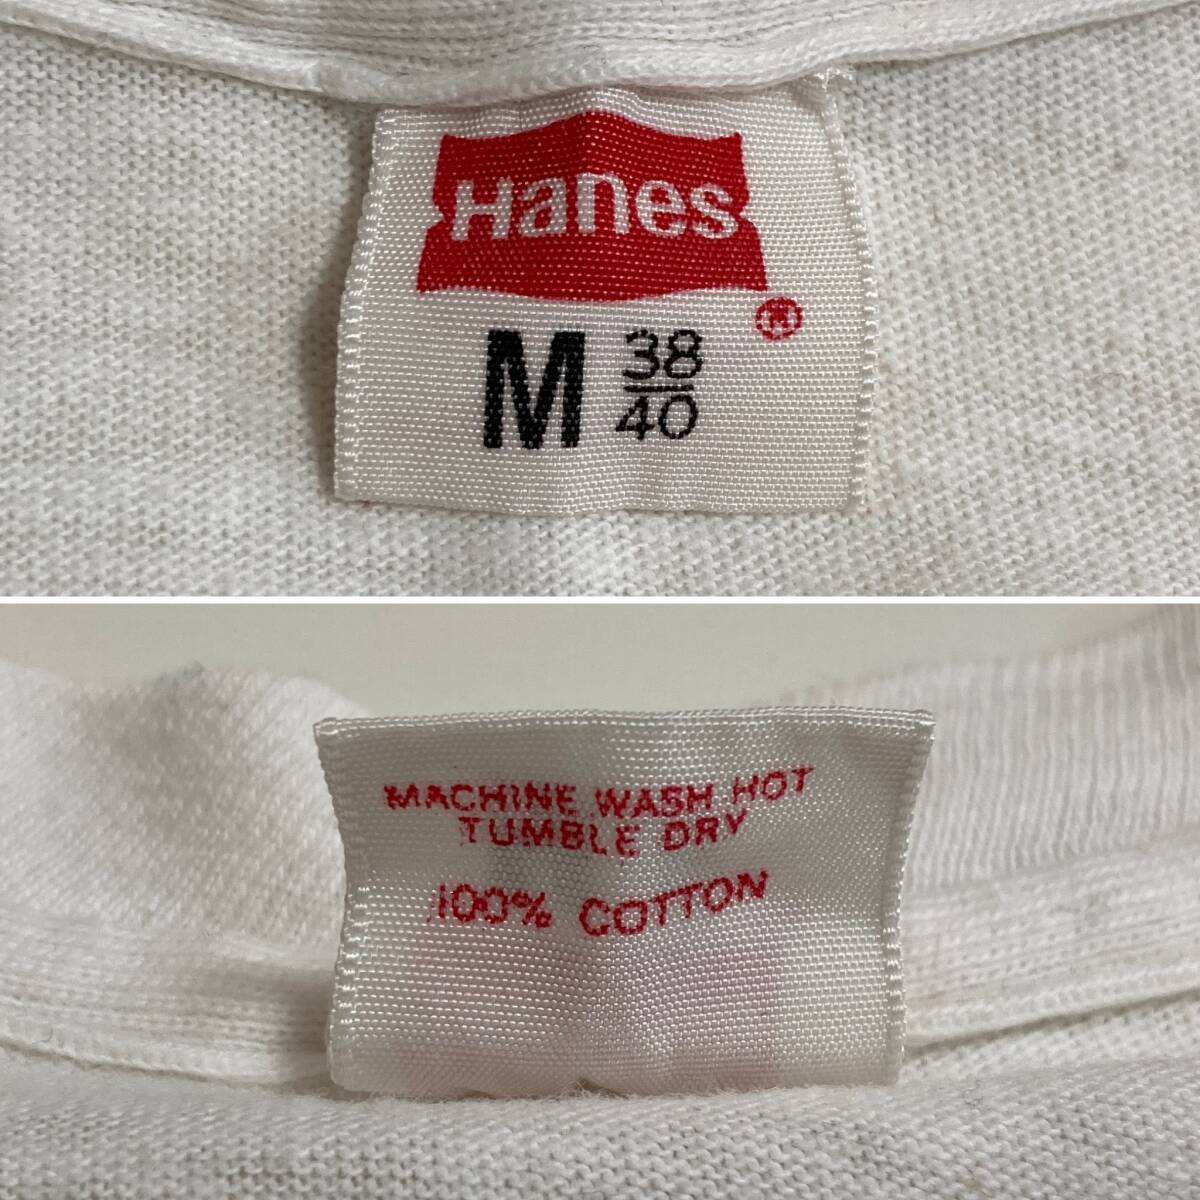 Hanes
®
M 38/40
MACHINE WASH HOT
TUMBLE DRY
100% COTTON